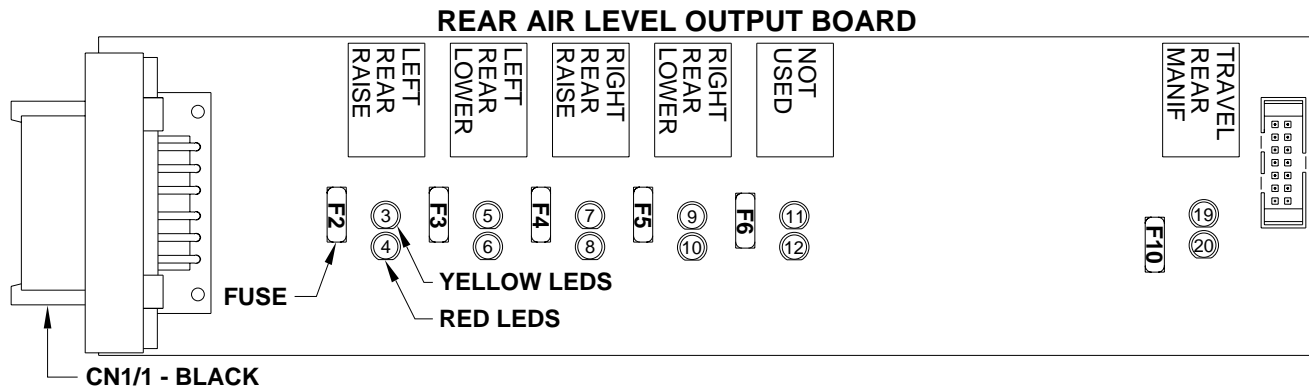 REAR AIR LEVEL OUTPUT BOARD
LEFT
REAR
RAISE
LEFT
REAR
LOWER
RIGHT
REAR
RAISE
RIGHT
REAR
LOWER
NOT
USED
TRAVEL
REAR
MANIF
F2
3
4
F3
5
6
F4
7
8
F5
9
10
F6
11
12
F10
19
20
YELLOW LEDS
FUSE
RED LEDS
CN1/1 - BLACK